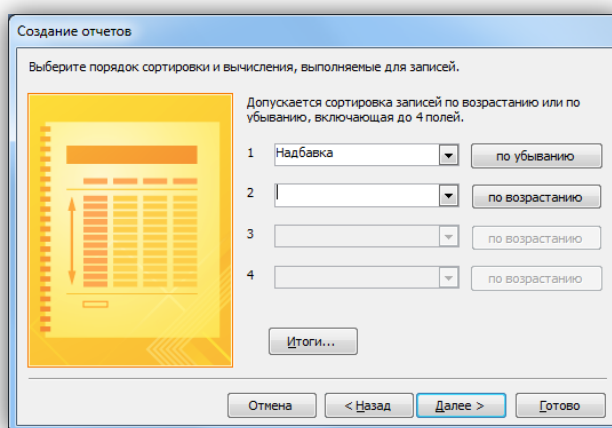 Создание отчетов
Выберите порядок сортировки и вычисления, выполняемые для записей.
Допускается сортировка записей по возрастанию или по
убыванию, включающая до 4 полей.
1 Надбавка по убыванию
2 по возрастанию
3 по возрастанию
4 по возрастанию
Итоги...
Отмена < Назад Далее > Готово